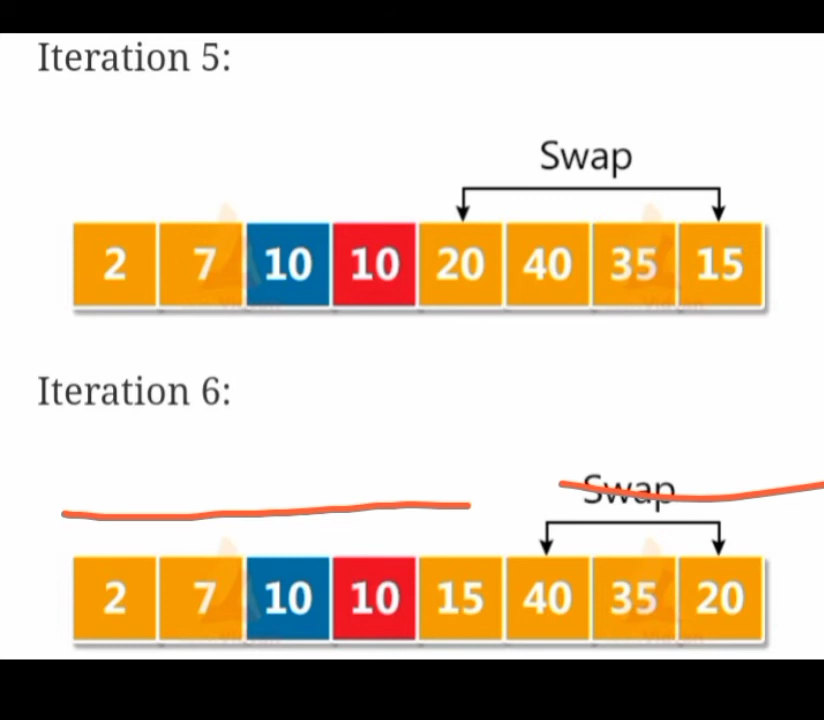 Iteration 5:
Swap
2 7 10 10 20 40 35 15
Iteration 6:
Swap
2 7 10 10 15 40 35 20